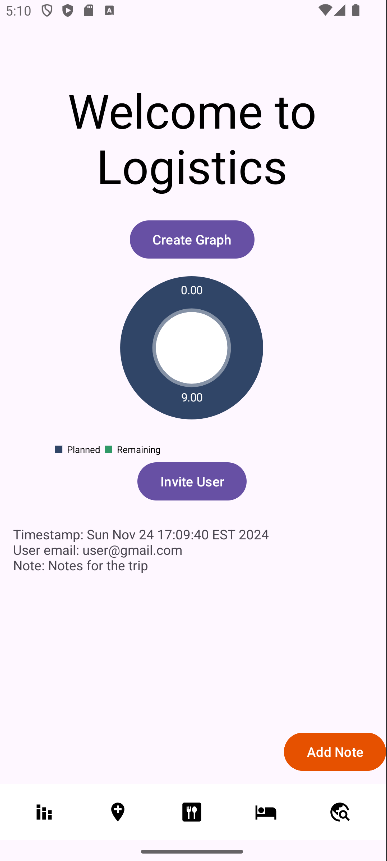 5:10
Welcome to
Logistics
Create Graph
0.00
9.00
Planned Remaining
Invite User
Timestamp: Sun Nov 24 17:09:40 EST 2024
User email: user@gmail.com
Note: Notes for the trip
Add Note